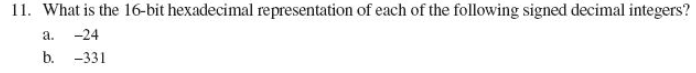 11. What is the 16-bit hexadecimal representation of each of the following signed decimal integers?
a. –24
b. –331